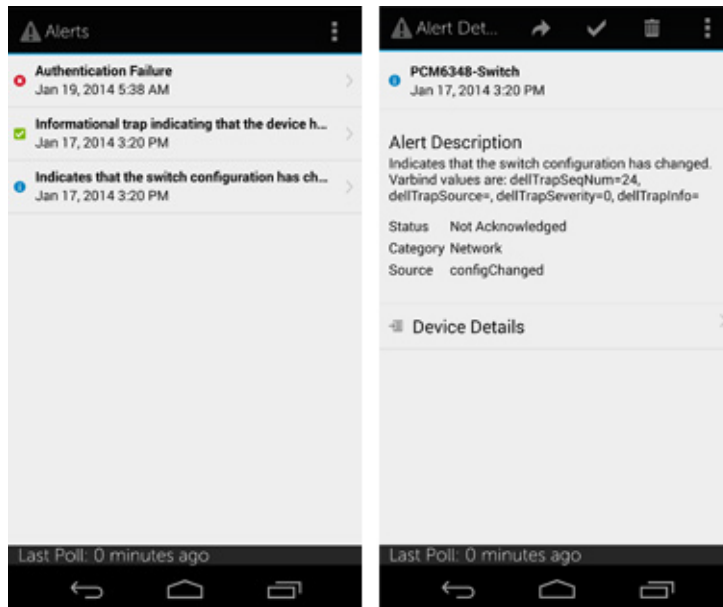 Alerts
Authentication Failure
Jan 19, 2014 5:38 AM
Informational trap indicating that the device h...
Jan 17, 2014 3:20 PM
Indicates that the switch configuration has ch...
Jan 17, 2014 3:20 PM
Last Poll: 0 minutes ago
Alert Det...
PCM6348-Switch
Jan 17, 2014 3:20 PM
Alert Description
Indicates that the switch configuration has changed.
Varbind values are: dellTrapSeqNum=24,
dellTrapSource=, dellTrapSeverity=0, dellTrapInfo=
Status Not Acknowledged
Category Network
Source configChanged
Device Details
Last Poll: 0 minutes ago